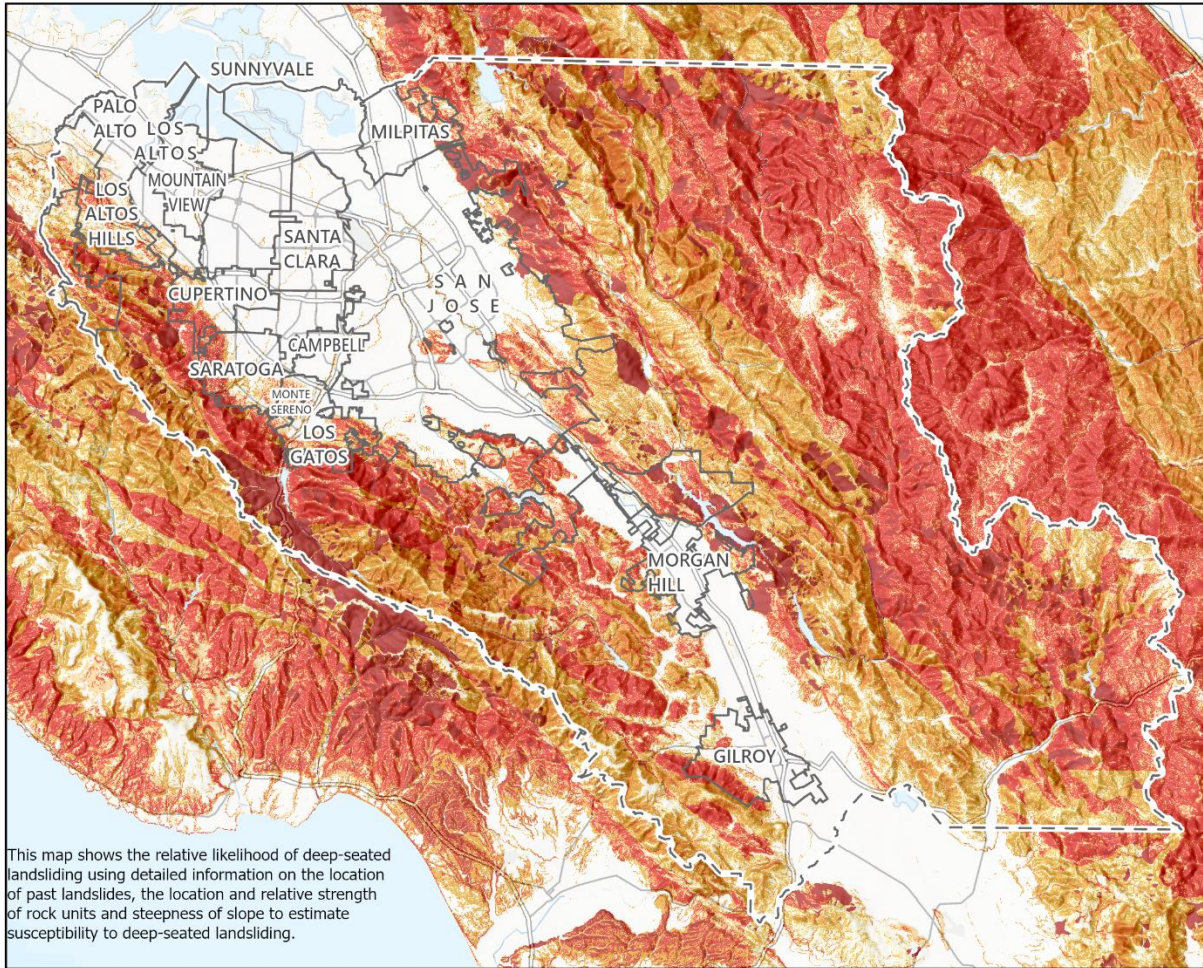 SUNNYVALE
PALO
ALTO
LOS
ALTOS
MILPITAS
LOS
ALTOS
HILLS
MOUNTAIN
VIEW
SANTA
CLARA
SAN
JOSE
CUPERTINO
CAMPBELL
SARATOGA
MONTE
SERENO
LOS
GATOS
MORGAN
HILL
GILROY
This map shows the relative likelihood of deep-seated
landsliding using detailed information on the location
of past landslides, the location and relative strength
of rock units and steepness of slope to estimate
susceptibility to deep-seated landsliding.